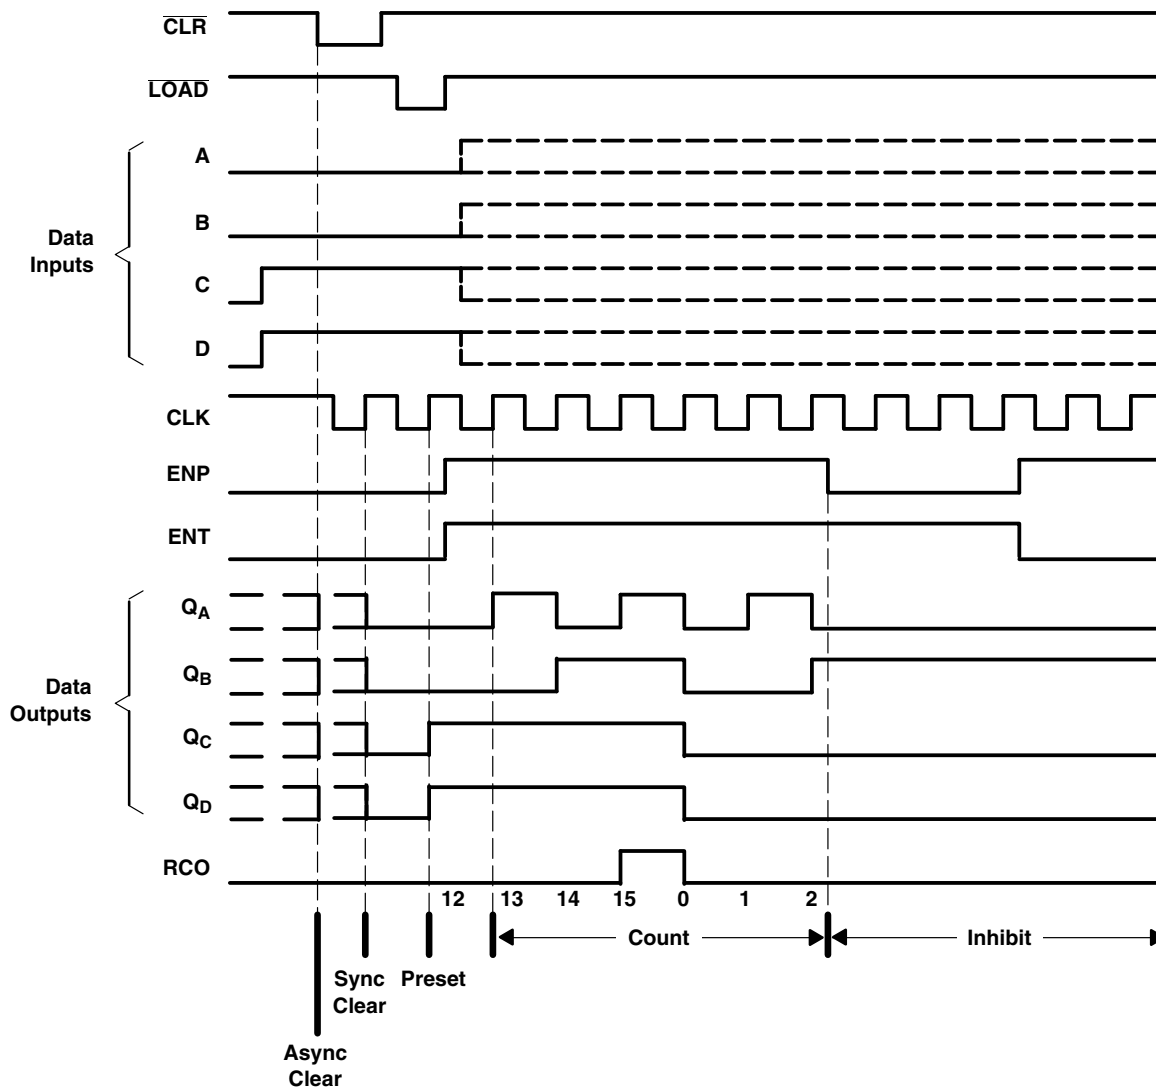 CLR
LOAD
A
B
Data
Inputs
C
D
CLK
ENP
ENT
QA
QB
Data
Outputs
QC
QD
RCO
12 13 14 15 0 1 2
Count Inhibit
Sync
Clear
Preset
Async
Clear